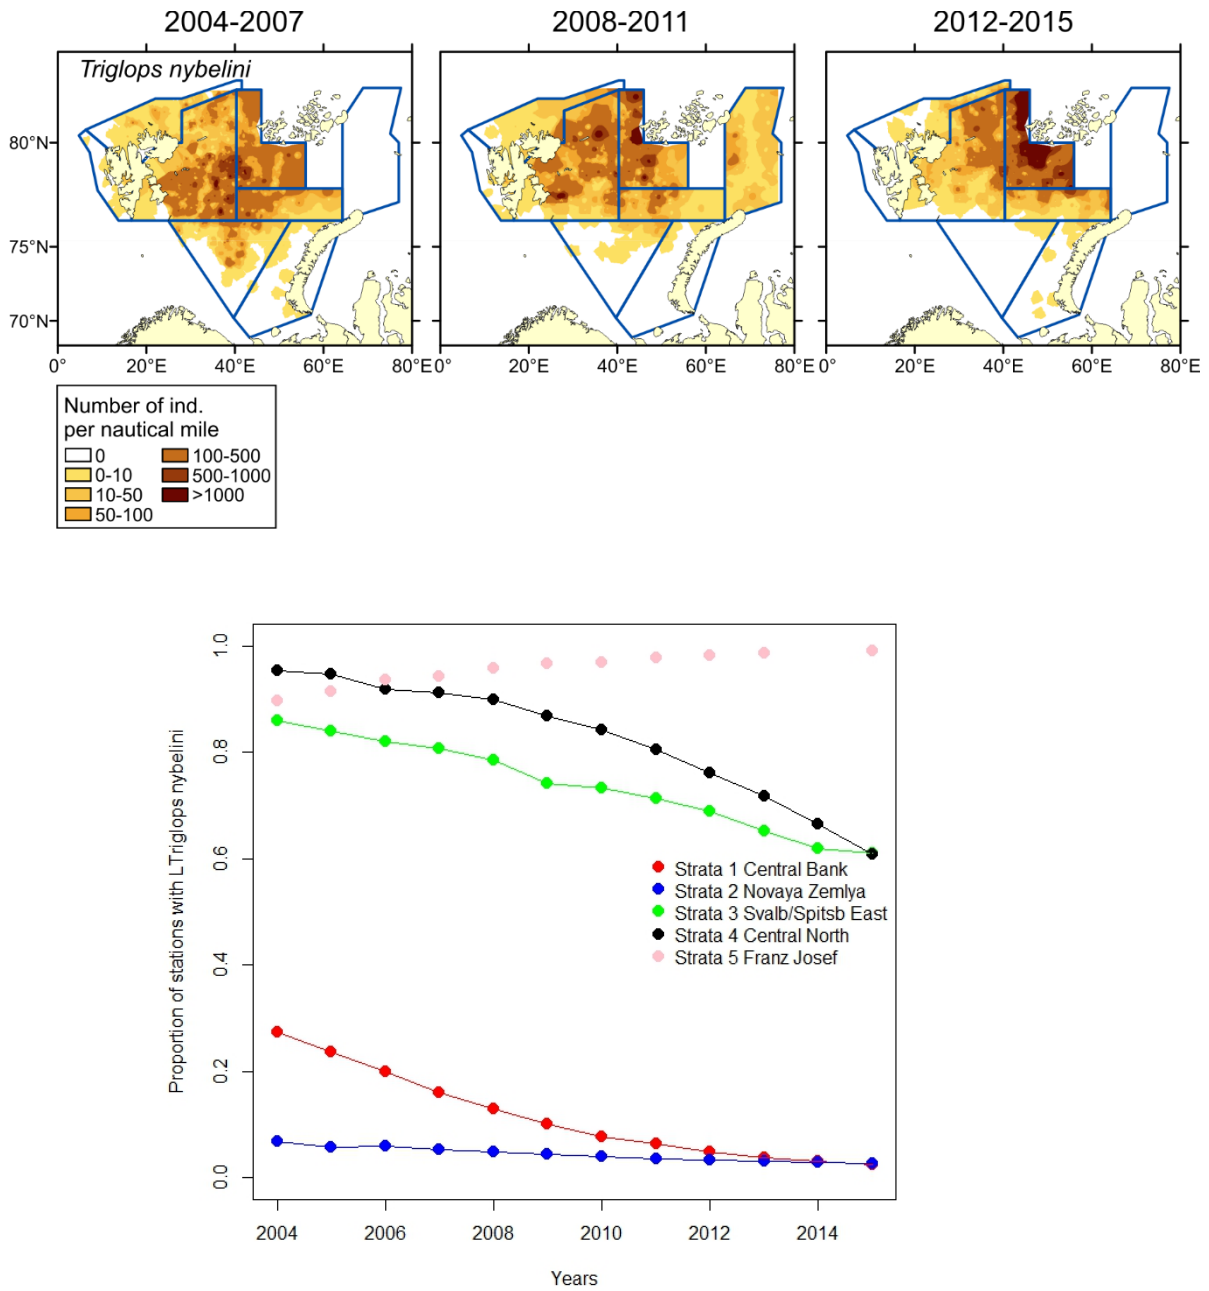 2004-2007
2008-2011
2012-2015
Triglops nybelini
80°N
75°N
70°N
0°
20°E
40°E
60°E
80°E
0°
20°E
40°E
60°E
80°E
20°E
40°E
60°E
80°E
Number of ind.
per nautical mile
0
100-500
0-10
500-1000
10-50
>1000
50-100
Proportion of stations with LTriglops nybelini
1.0
0.8
0.6
0.4
0.2
0.0
Strata 1 Central Bank
Strata 2 Novaya Zemlya
Strata 3 Svalb/Spitsb East
Strata 4 Central North
Strata 5 Franz Josef
2004
2006
2008
2010
2012
2014
Years